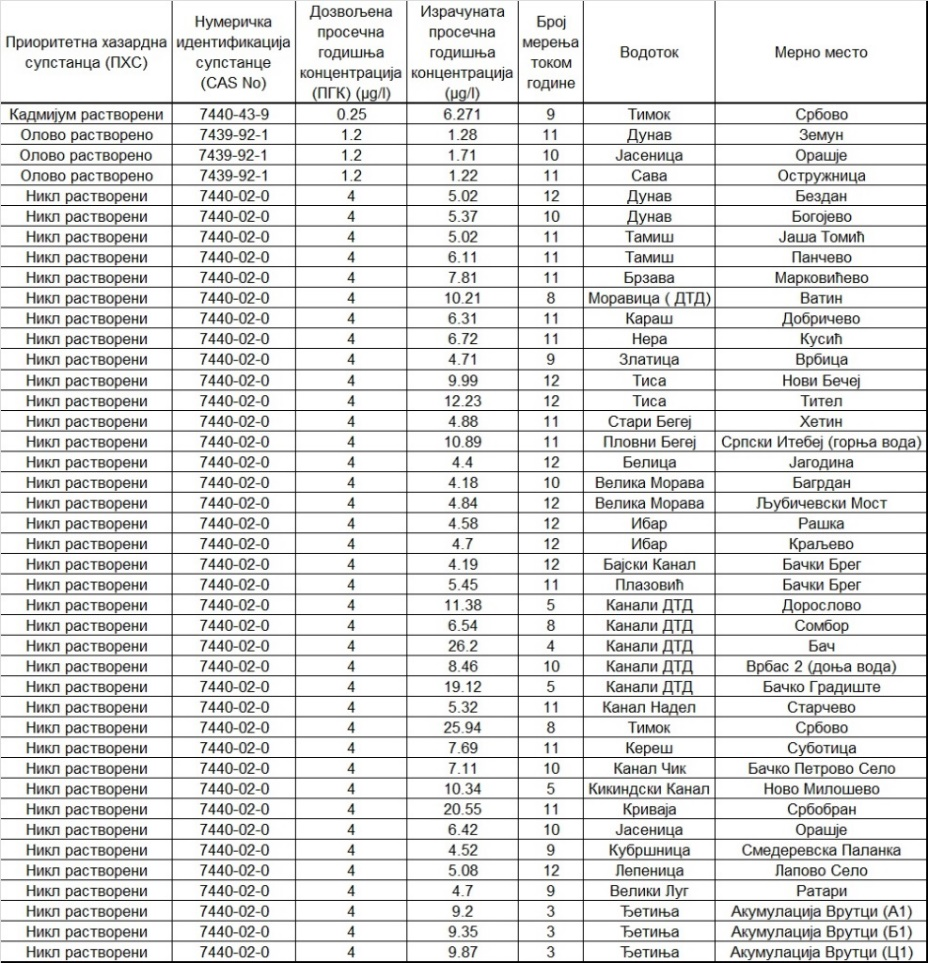 Приоритетна хазардна супстанца (ПХС) Нумеричка идентификација супстанце (CAS No) Дозвољена просечна годишња концентрација (ПГК) (µg/l) Израчуната просечна годишња концентрација (µg/l) Број мерења током године Водоток Мерно место
Кадмијум растворени 7440-43-9 0.25 6.271 9 Тимок Србово
Олово растворено 7439-92-1 1.2 1.28 11 Дунав Земун
Олово растворено 7439-92-1 1.2 1.71 10 Јасеница Орашје
Олово растворено 7439-92-1 1.2 1.22 11 Сава Остружница
Никл растворени 7440-02-0 4 5.02 12 Дунав Бездан
Никл растворени 7440-02-0 4 5.37 10 Дунав Богојево
Никл растворени 7440-02-0 4 5.02 11 Тамиш Јаша Томић
Никл растворени 7440-02-0 4 6.11 11 Тамиш Панчево
Никл растворени 7440-02-0 4 7.81 11 Брзава Марковићево
Никл растворени 7440-02-0 4 10.21 8 Моравица ( ДТД) Ватин
Никл растворени 7440-02-0 4 6.31 11 Караш Добричево
Никл растворени 7440-02-0 4 6.72 11 Нера Кусић
Никл растворени 7440-02-0 4 4.71 9 Златица Врбица
Никл растворени 7440-02-0 4 9.99 12 Тиса Нови Бечеј
Никл растворени 7440-02-0 4 12.23 12 Тиса Тител
Никл растворени 7440-02-0 4 4.88 11 Стари Бегеј Хетин
Никл растворени 7440-02-0 4 10.89 11 Пловни Бегеј Српски Итебеј (горња вода)
Никл растворени 7440-02-0 4 4.4 12 Белица Јагодина
Никл растворени 7440-02-0 4 4.18 10 Велика Морава Багрдан
Никл растворени 7440-02-0 4 4.84 12 Велика Морава Љубичевски Мост
Никл растворени 7440-02-0 4 4.58 12 Ибар Рашка
Никл растворени 7440-02-0 4 4.7 12 Ибар Краљево
Никл растворени 7440-02-0 4 4.19 12 Бајски Канал Бачки Брег
Никл растворени 7440-02-0 4 5.45 11 Плазовић Бачки Брег
Никл растворени 7440-02-0 4 11.38 5 Канали ДТД Дорослово
Никл растворени 7440-02-0 4 6.54 8 Канали ДТД Сомбор
Никл растворени 7440-02-0 4 26.2 4 Канали ДТД Бач
Никл растворени 7440-02-0 4 8.46 10 Канали ДТД Врбас 2 (доња вода)
Никл растворени 7440-02-0 4 19.12 5 Канали ДТД Бачко Градиште
Никл растворени 7440-02-0 4 5.32 11 Канал Надел Старчево
Никл растворени 7440-02-0 4 25.94 8 Тимок Србово
Никл растворени 7440-02-0 4 7.69 11 Кереш Суботица
Никл растворени 7440-02-0 4 7.11 10 Канал Чик Бачко Петрово Село
Никл растворени 7440-02-0 4 10.34 5 Кикиндски Канал Ново Милошево
Никл растворени 7440-02-0 4 20.55 11 Криваја Србобран
Никл растворени 7440-02-0 4 6.42 10 Јасеница Орашје
Никл растворени 7440-02-0 4 4.52 9 Кубршница Смедеревска Паланка
Никл растворени 7440-02-0 4 5.08 12 Лепеница Лапово Село
Никл растворени 7440-02-0 4 4.7 9 Велики Луг Ратари
Никл растворени 7440-02-0 4 9.2 3 Ђетиња Акумулација Врутци (А1)
Никл растворени 7440-02-0 4 9.35 3 Ђетиња Акумулација Врутци (Б1)
Никл растворени 7440-02-0 4 9.87 3 Ђетиња Акумулација Врутци (Ц1)